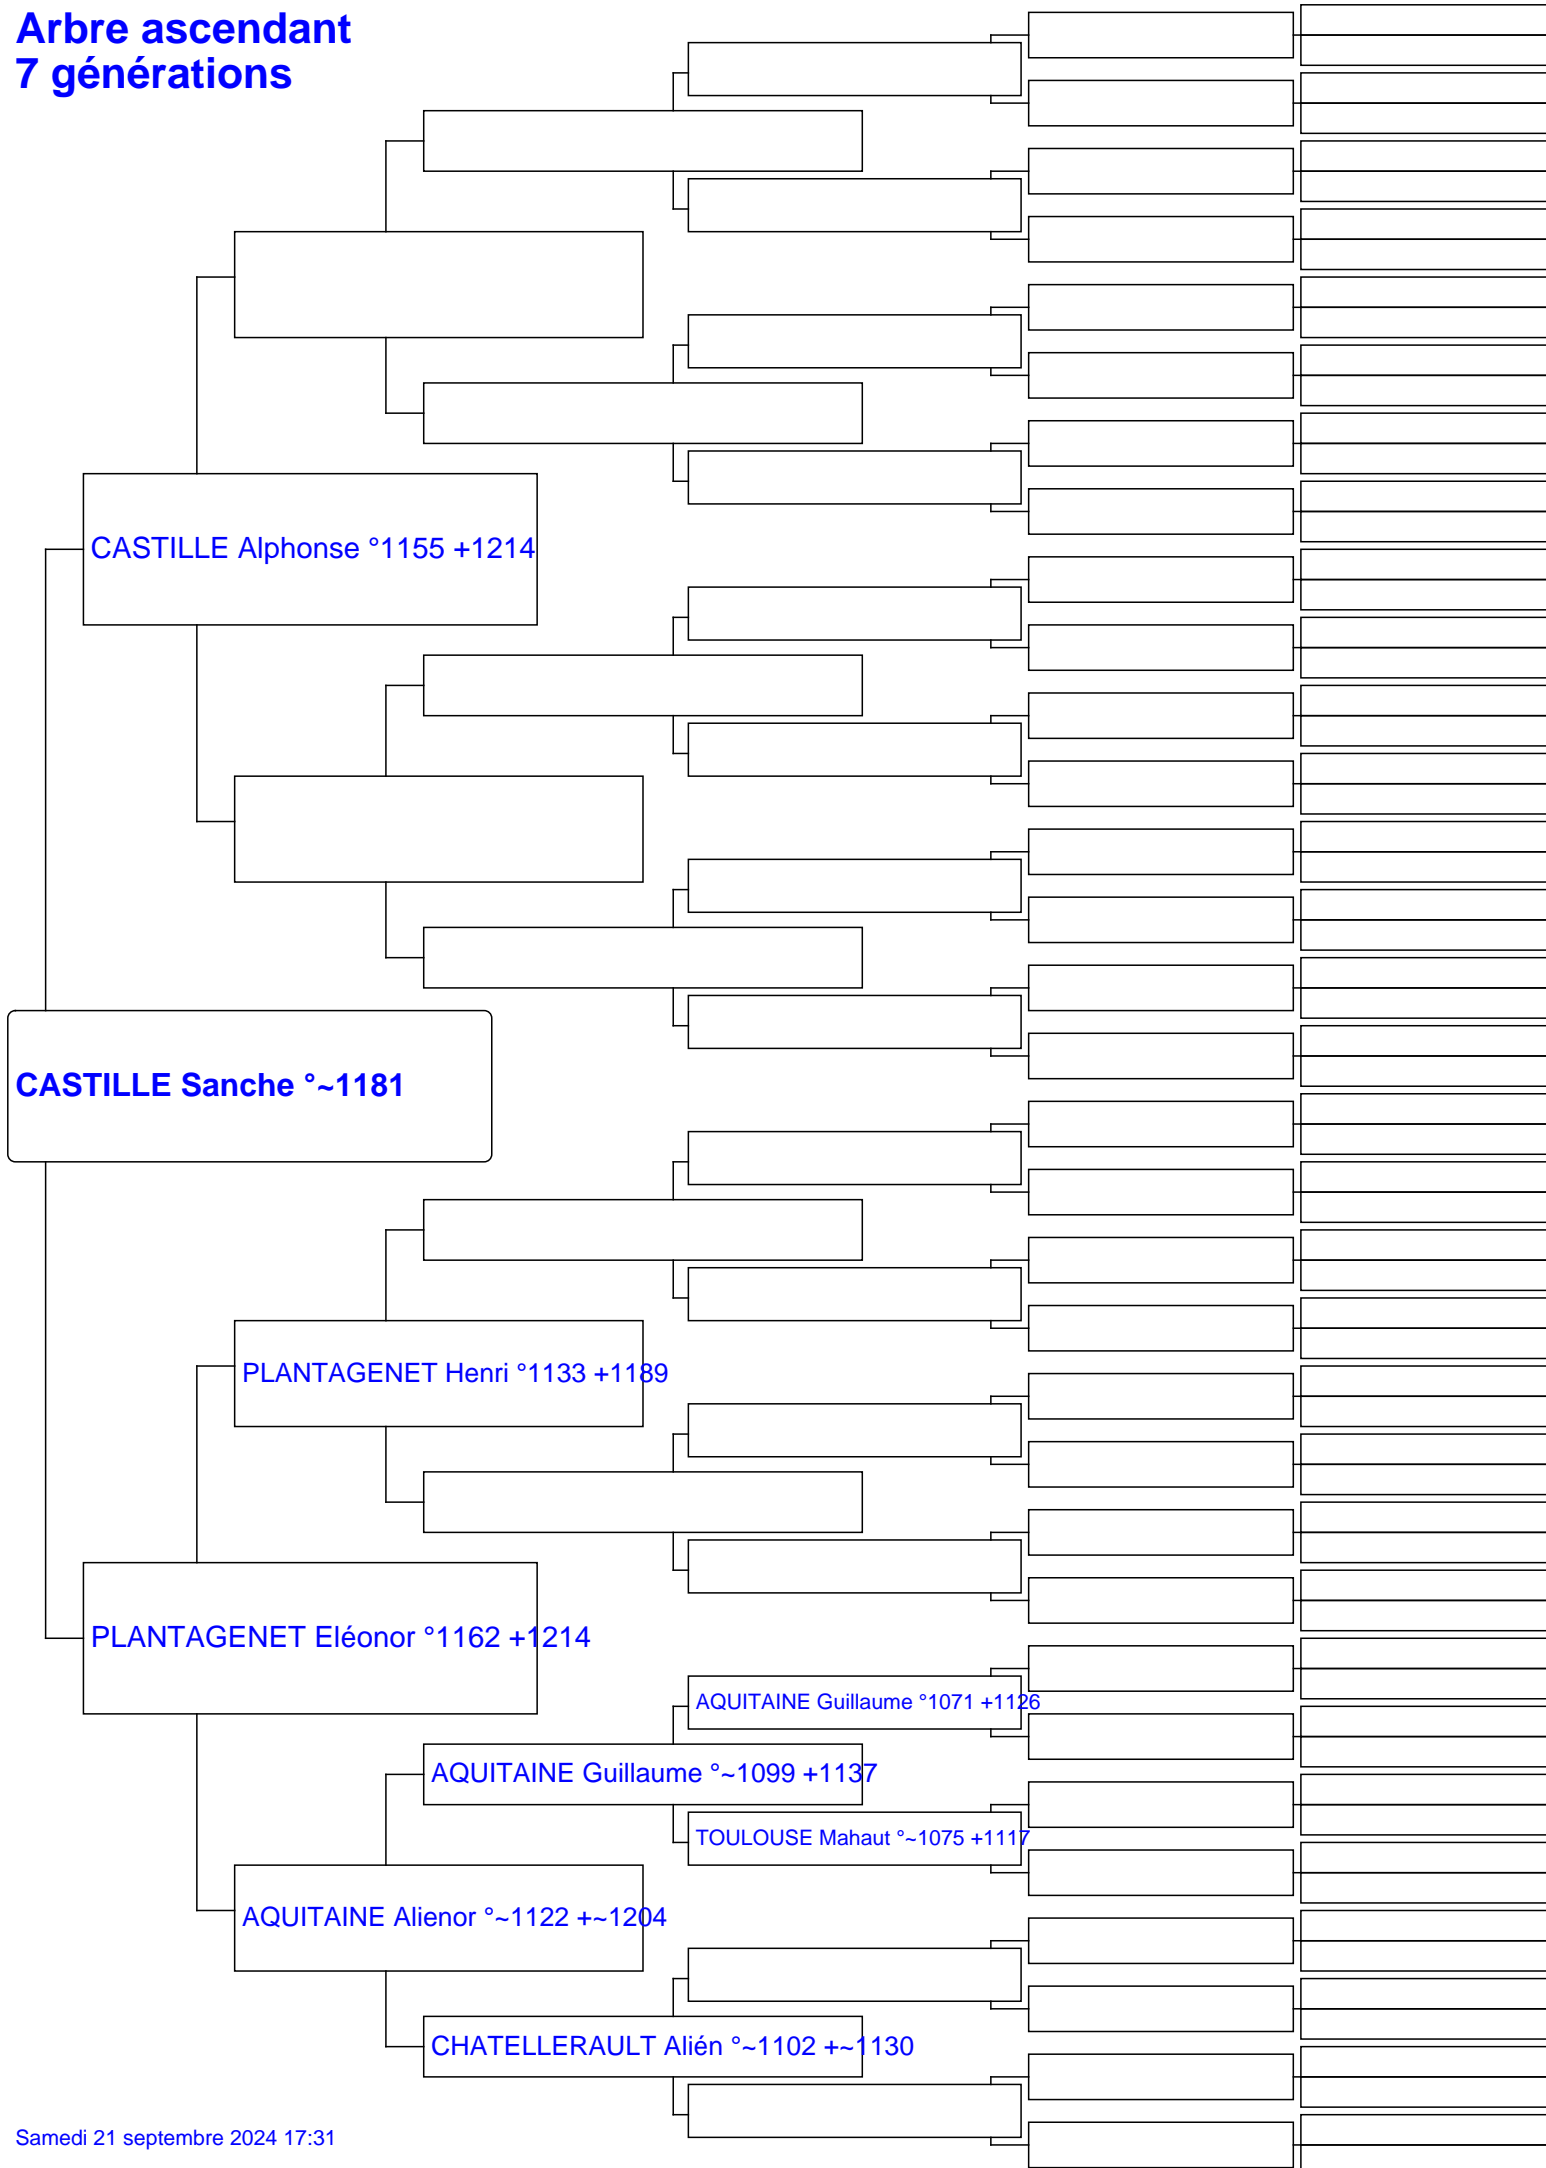 Arbre ascendant
7 générations
CASTILLE Alphonse °1155 +1214
CASTILLE Sanche °~1181
PLANTAGENET Henri °1133 +1189
PLANTAGENET Eléonor °1162 +1214
AQUITAINE Guillaume °1071 +1126
AQUITAINE Guillaume °~1099 +1137
TOULOUSE Mahaut °~1075 +1117
AQUITAINE Alienor °~1122 +~1204
CHATELLERAULT Alién °~1102 +~1130
Samedi 21 septembre 2024 17:31